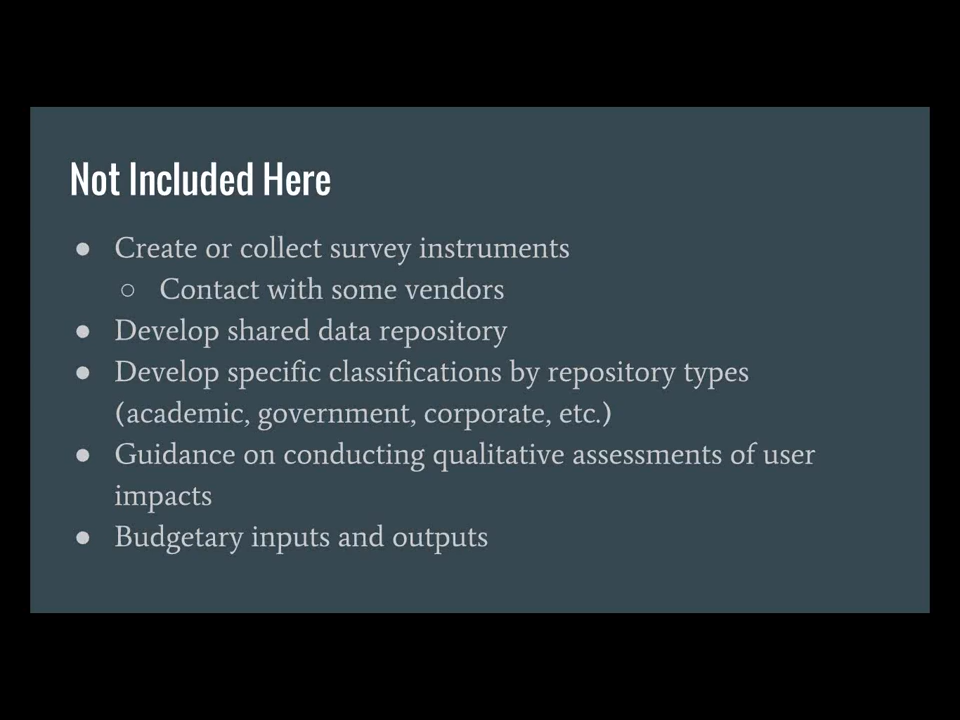 Not Included Here
● Create or collect survey instruments
○ Contact with some vendors
● Develop shared data repository
● Develop specific classifications by repository types
(academic, government, corporate, etc.)
● Guidance on conducting qualitative assessments of user
impacts
● Budgetary inputs and outputs